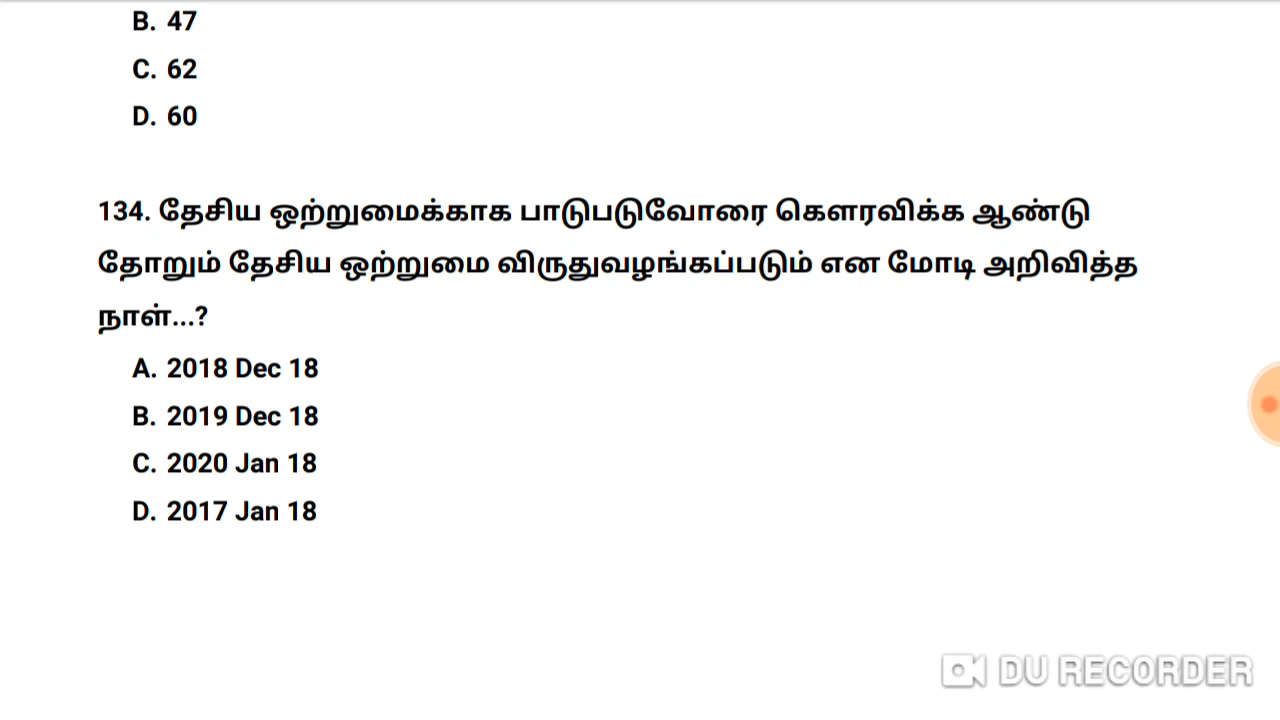 B. 47
C. 62
D. 60
134. தேசிய ஒற்றுமைக்காக பாடுபடுவோரை கௌரவிக்க ஆண்டு
தோறும் தேசிய ஒற்றுமை விருதுவழங்கப்படும் என மோடி அறிவித்த
நாள்...?
A. 2018 Dec 18
B. 2019 Dec 18
C. 2020 Jan 18
D. 2017 Jan 18
DU RECORDER